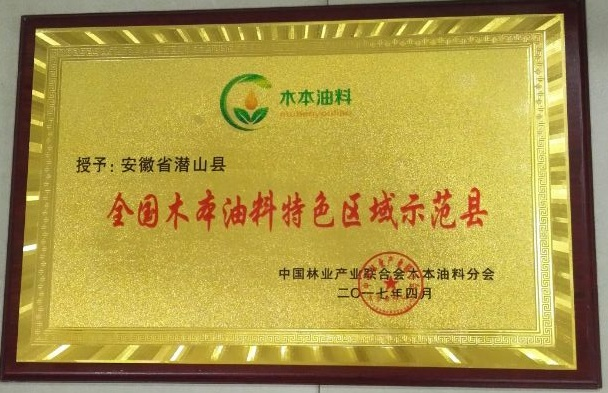 木本油料
mubenyouliao
授予：安徽省潜山县
全国木本油料特色区域示范县
中国林业产业联合会木本油料分会
二〇一七年四月